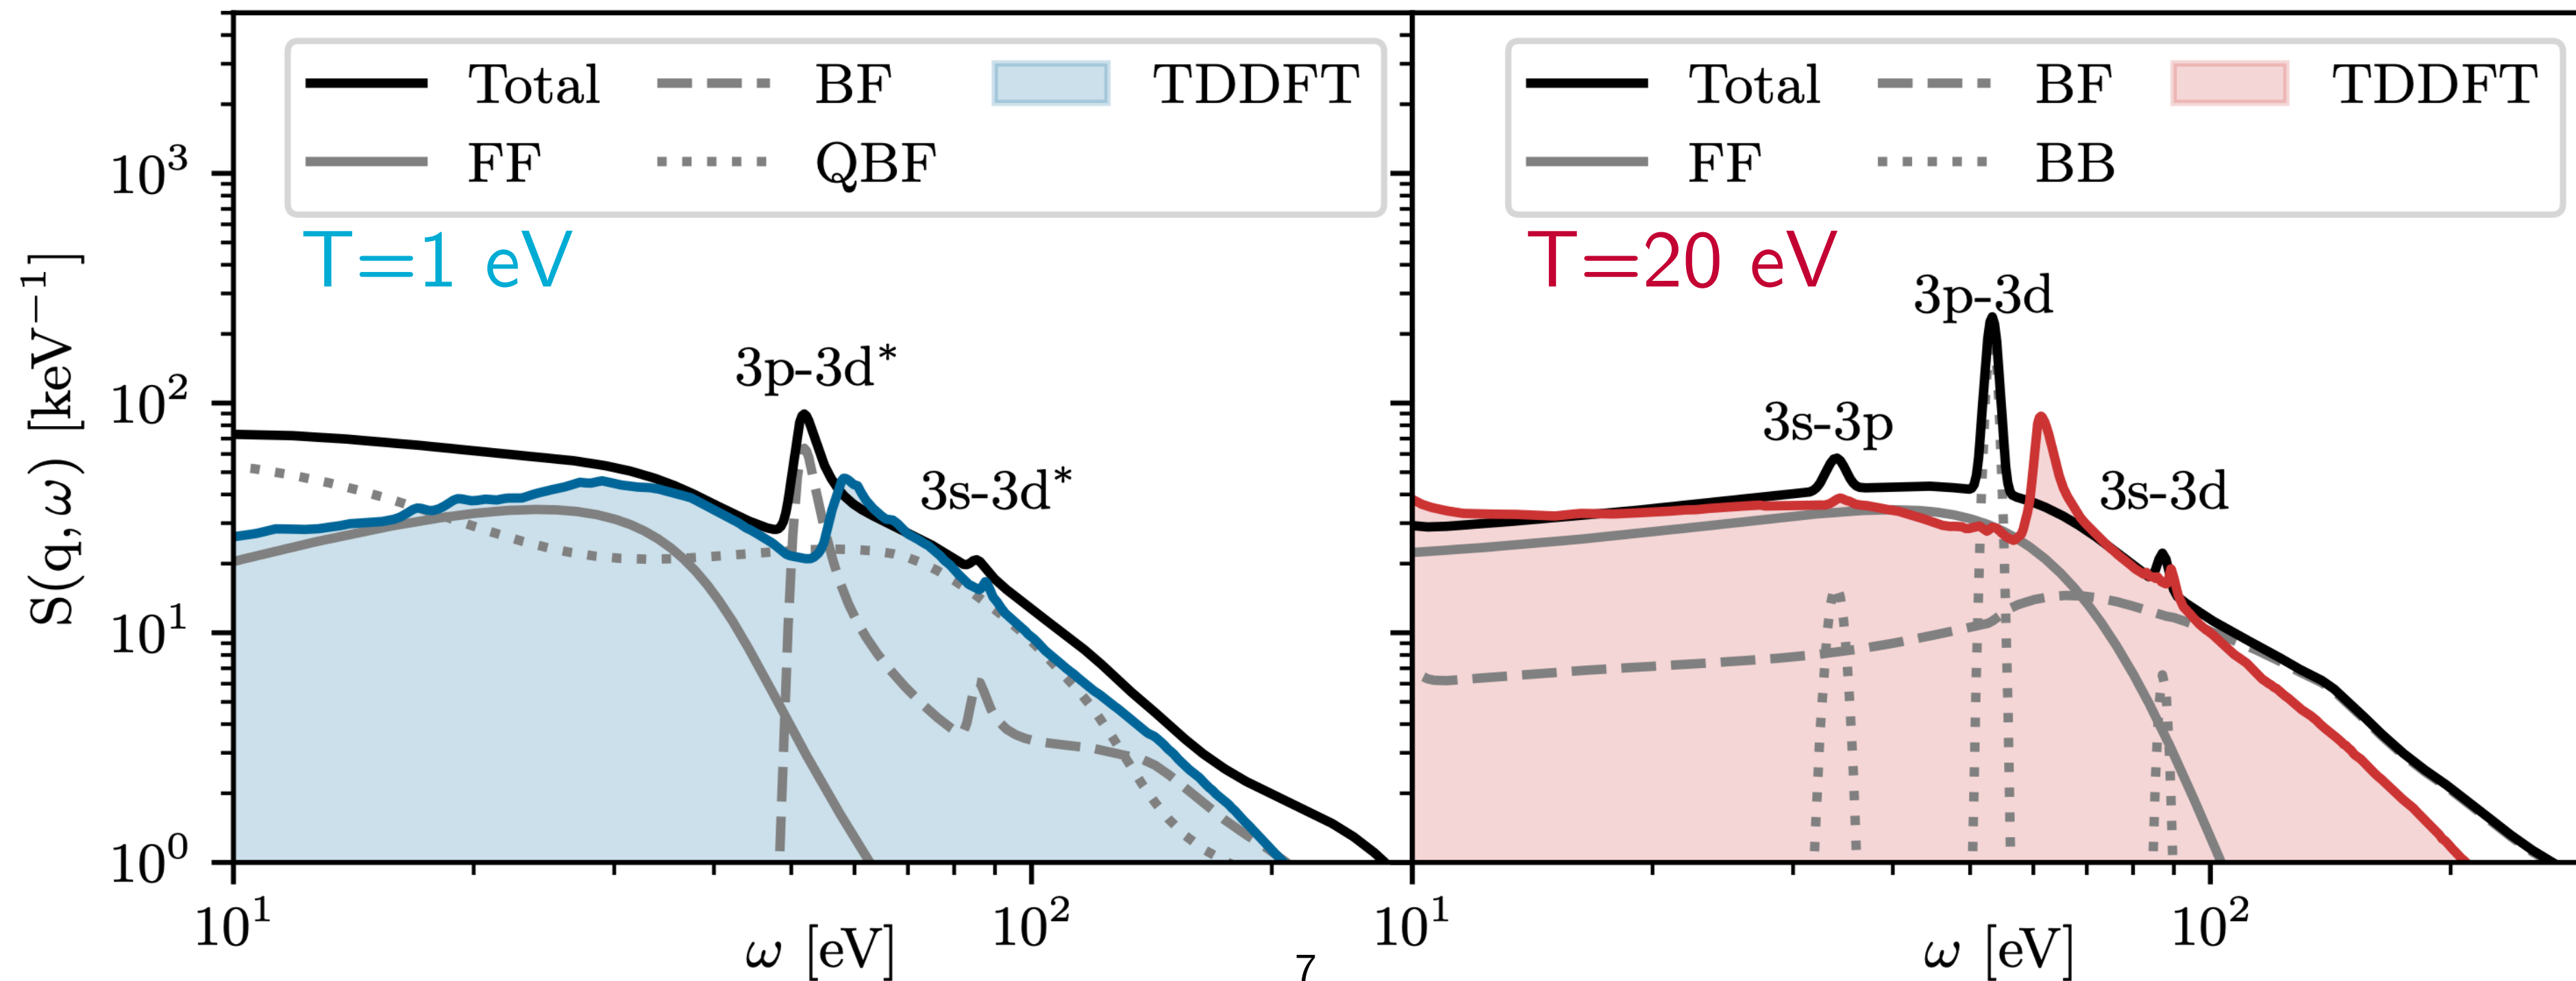 Total BF TDDFT
FF QBF
T=1 eV
3p-3d*
3s-3d*
S(q, ω) [keV⁻¹]
10³
10²
10¹
10⁰
10¹ 10²
ω [eV]
Total BF TDDFT
FF BB
T=20 eV
3p-3d
3s-3p
3s-3d
10¹ 10²
ω [eV]
7